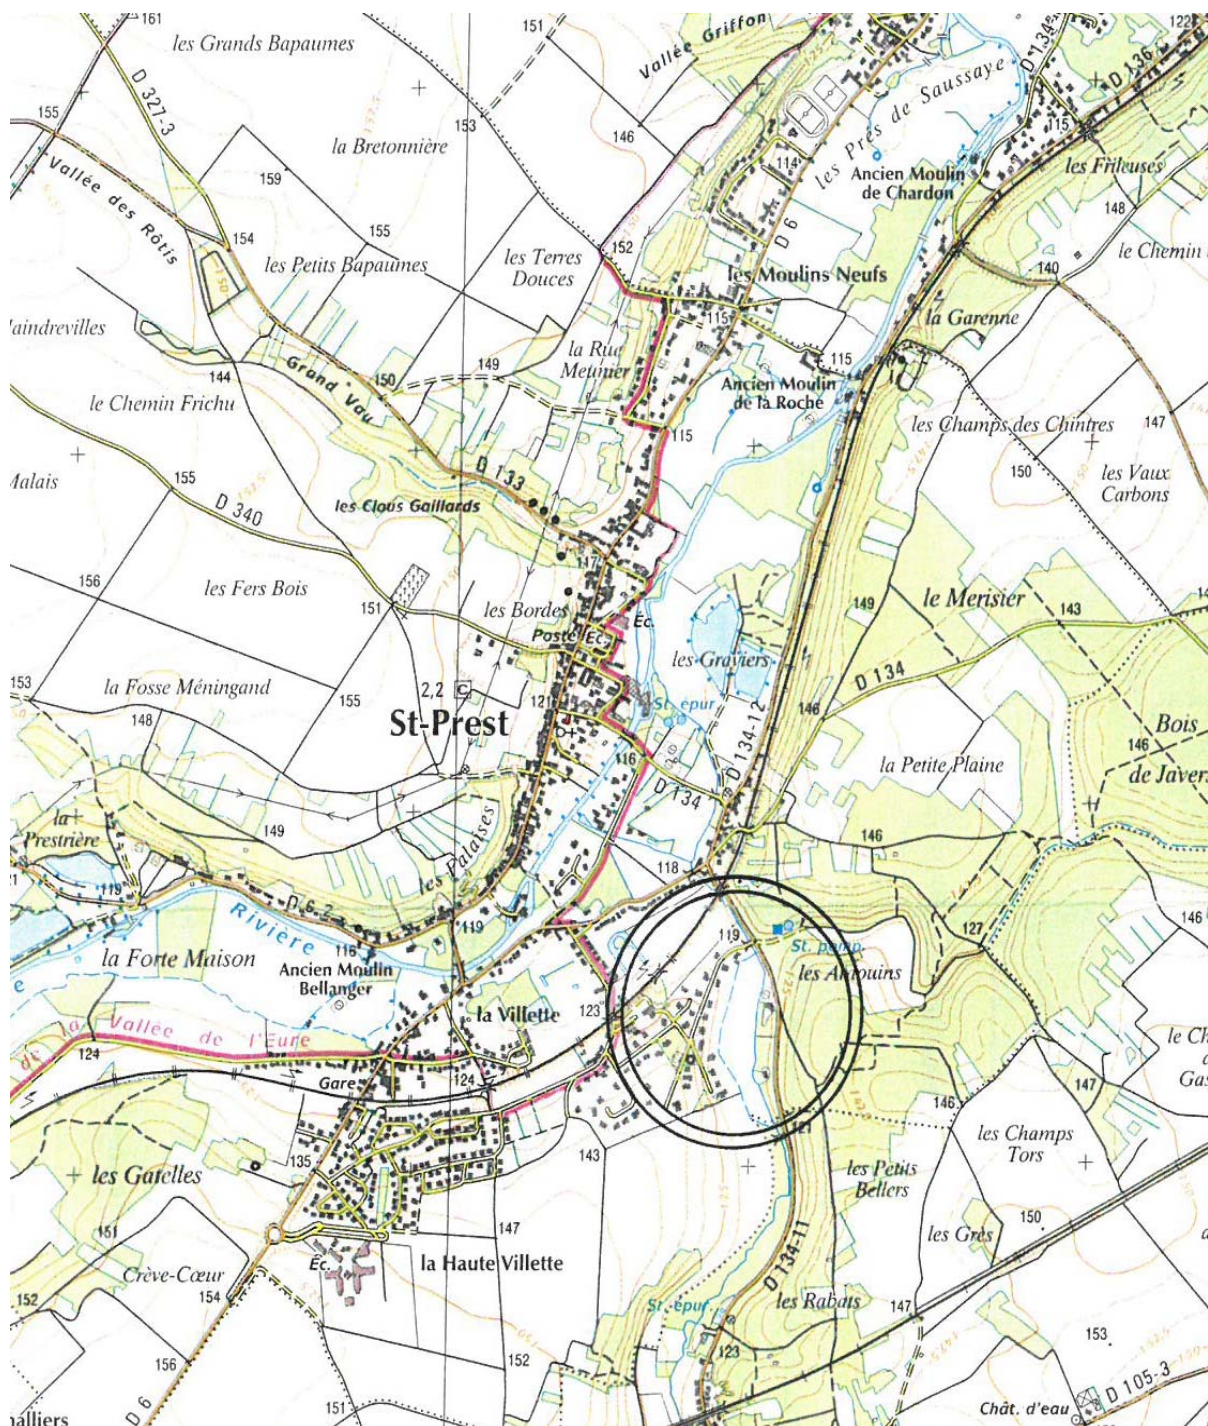 161
les Grands Bapaumes
151
Vallée Griffon
125
D 134
122
D 136
155
D 327-3
153
la Bretonnière
146
les Prés de Saussaye
115
114
Ancien Moulin
de Chardon
les Frileuses
Vallée des Rôtis
159
148
154
155
152
D 6
le Chemin
les Petits Bapaumes
les Terres
Douces
les Moulins Neufs
140
150
la Garenne
115
la Rue
Meunier
149
115
144
Grand Vau
150
Ancien Moulin
de la Roche
le Chemin Frichu
147
115
les Champs des Chintres
150
les Vaux
Carbons
Malais
155
D 133
D 340
les Clous Gaillards
117
156
les Fers Bois
151
les Bordes
149
le Merisier
143
Poste
Éc.
Éc.
les Graviers
153
la Fosse Méningand
155
2,2
C
D 134
148
St-Prest
St. épur.
146
D 134-12
Bois
146
de Javer
la Petite Plaine
116
D 134
la
Prestrière
149
les Palaises
146
118
119
D 6-2
119
Rivière
116
119
146
127
St. pomp.
la Forte Maison
Ancien Moulin
Bellanger
les Antouins
125
la Villette
123
de la Vallée de l'Eure
124
Gare
124
147
146
121
les Champs
Tors
135
143
les Gatelles
les Petits
Bellers
151
147
150
les Grès
D 134-11
Éc.
la Haute Villette
Crève-Cœur
154
152
les Rabats
St. épur.
147
153
123
156
152
D 105-3
D 6
151
Chât. d'eau